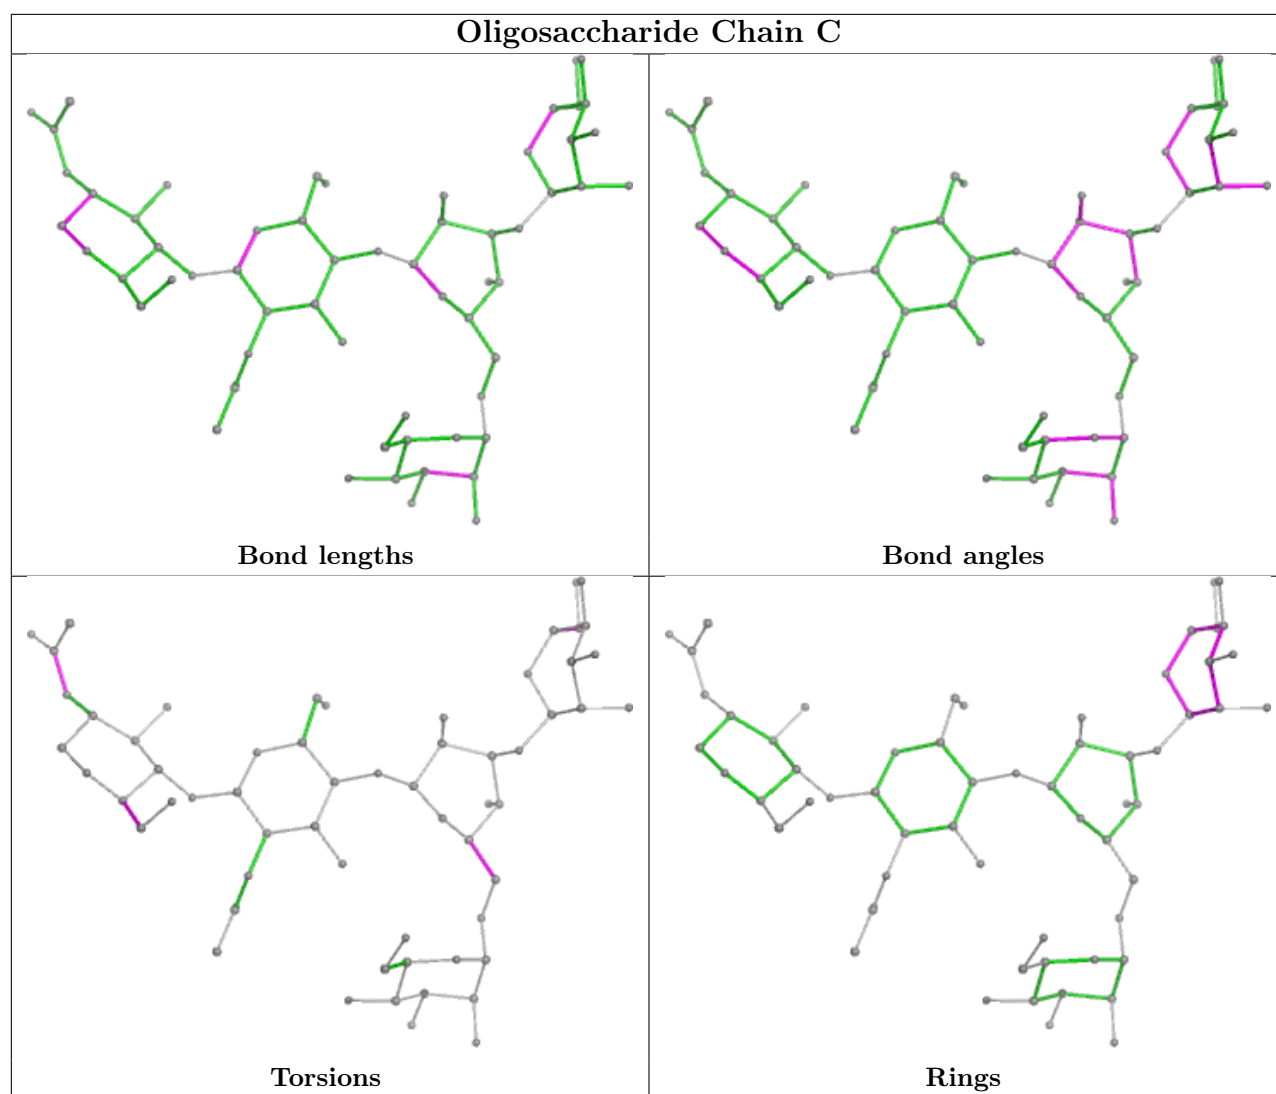 Oligosaccharide Chain C
Bond lengths
Bond angles
Torsions
Rings